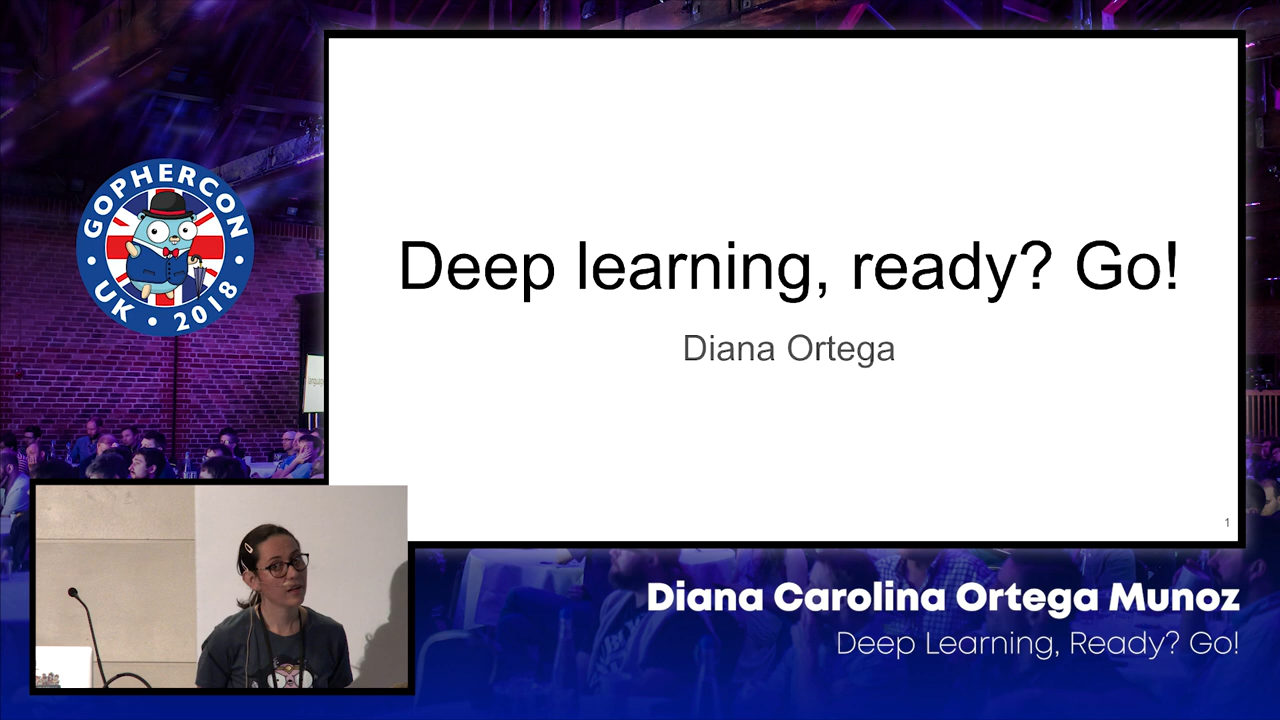 GOPHERCON
UK • 2018
Deep learning, ready? Go!
Diana Ortega
1
Diana Carolina Ortega Munoz
Deep Learning, Ready? Go!